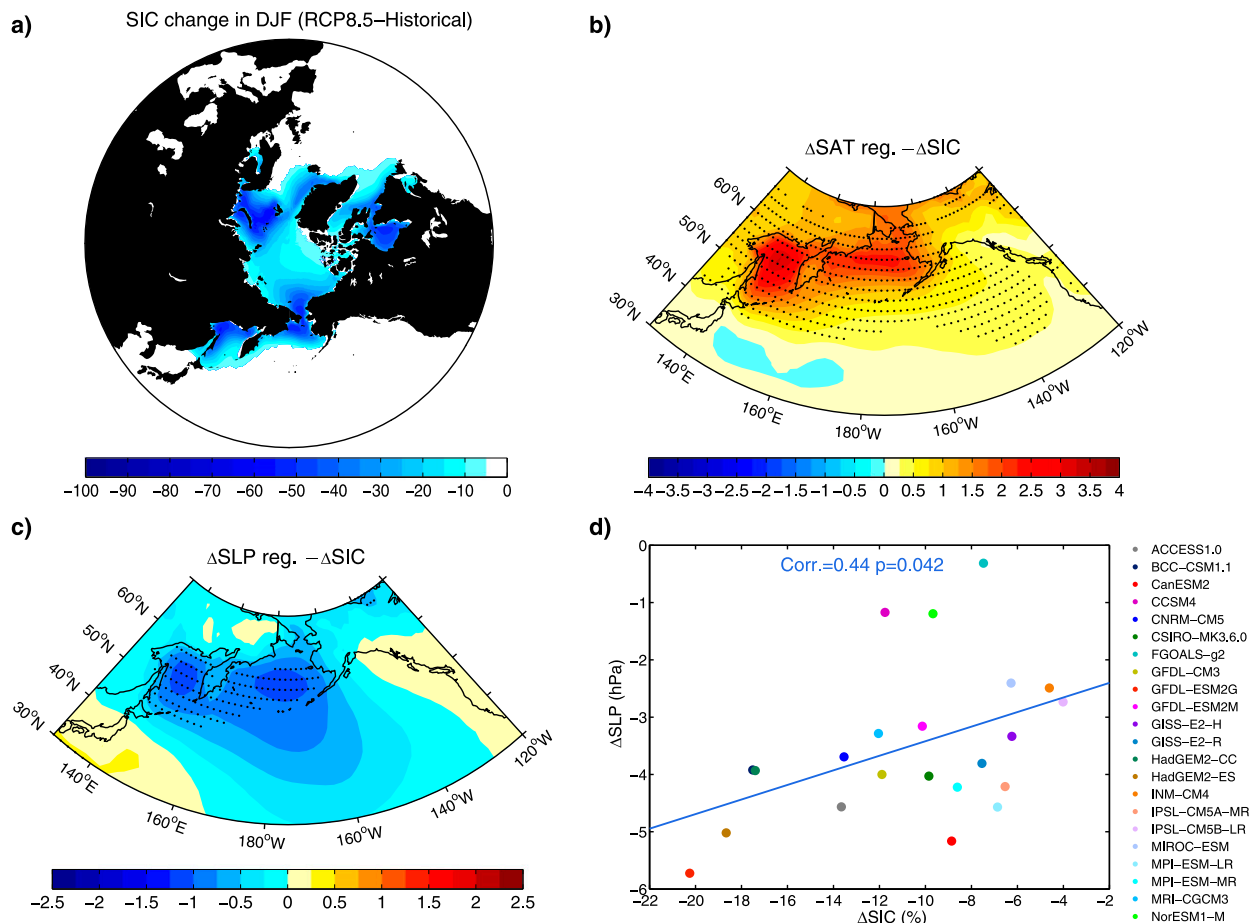 a)
SIC change in DJF (RCP8.5−Historical)
−100 −90 −80 −70 −60 −50 −40 −30 −20 −10 0
b)
ΔSAT reg. −ΔSIC
60°N
50°N
40°N
30°N
140°E
160°E
180°W
160°W
140°W
120°W
−4 −3.5 −3 −2.5 −2 −1.5 −1 −0.5 0 0.5 1 1.5 2 2.5 3 3.5 4
c)
ΔSLP reg. −ΔSIC
60°N
50°N
40°N
30°N
140°E
160°E
180°W
160°W
140°W
120°W
−2.5 −2 −1.5 −1 −0.5 0 0.5 1 1.5 2 2.5
d)
Corr.=0.44 p=0.042
ΔSLP (hPa)
0
−1
−2
−3
−4
−5
−6
−22 −20 −18 −16 −14 −12 −10 −8 −6 −4 −2
ΔSIC (%)
ACCESS1.0
BCC−CSM1.1
CanESM2
CCSM4
CNRM−CM5
CSIRO−MK3.6.0
FGOALS−g2
GFDL−CM3
GFDL−ESM2G
GFDL−ESM2M
GISS−E2−H
GISS−E2−R
HadGEM2−CC
HadGEM2−ES
INM−CM4
IPSL−CM5A−MR
IPSL−CM5B−LR
MIROC−ESM
MPI−ESM−LR
MPI−ESM−MR
MRI−CGCM3
NorESM1−M